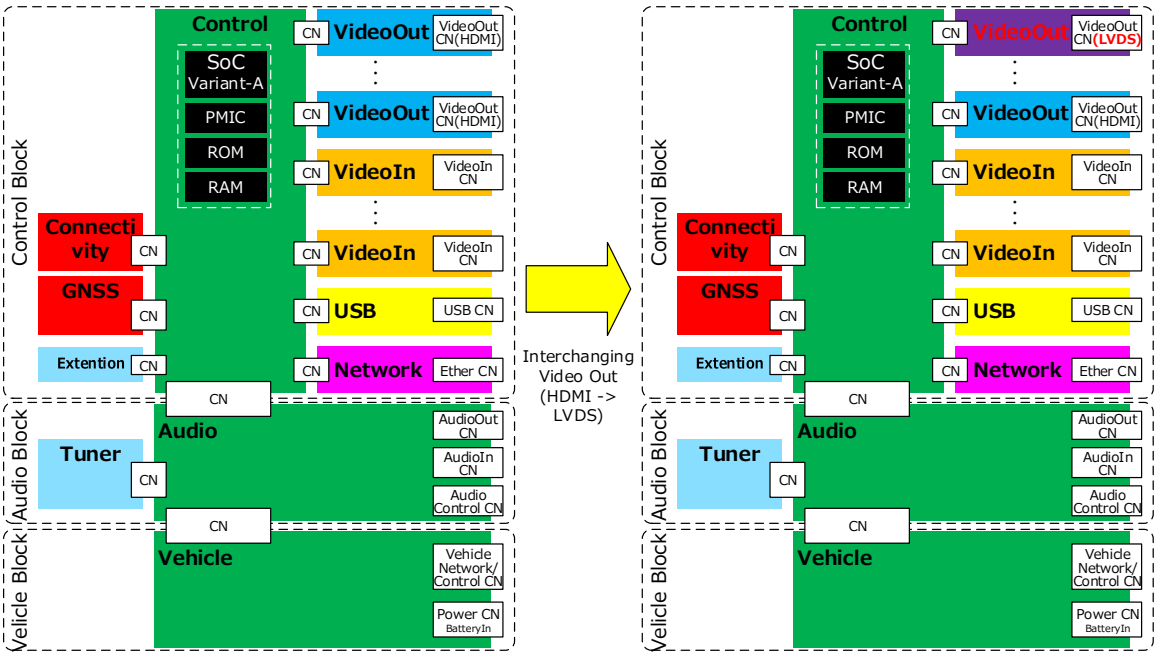 Control Block
Control
SoC
Variant-A
PMIC
ROM
RAM
CN
VideoOut
VideoOut
CN(HDMI)
CN
VideoOut
VideoOut
CN(HDMI)
CN
VideoIn
VideoIn
CN
CN
VideoIn
VideoIn
CN
CN
USB
USB CN
CN
Network
Ether CN
Connecti
vity
CN
GNSS
CN
Extention
CN
CN
Audio Block
Audio
Tuner
CN
AudioOut
CN
AudioIn
CN
Audio
Control CN
CN
Velicle Block
Vehicle
Vehicle
Network/
Control CN
Power CN
BatteryIn
Interchanging
Video Out
(HDMI ->
LVDS)
Control Block
Control
SoC
Variant-A
PMIC
ROM
RAM
CN
VideoOut
VideoOut
CN(LVDS)
CN
VideoOut
VideoOut
CN(HDMI)
CN
VideoIn
VideoIn
CN
CN
VideoIn
VideoIn
CN
CN
USB
USB CN
CN
Network
Ether CN
Connecti
vity
CN
GNSS
CN
Extention
CN
CN
Audio Block
Audio
Tuner
CN
AudioOut
CN
AudioIn
CN
Audio
Control CN
CN
Velicle Block
Vehicle
Vehicle
Network/
Control CN
Power CN
BatteryIn